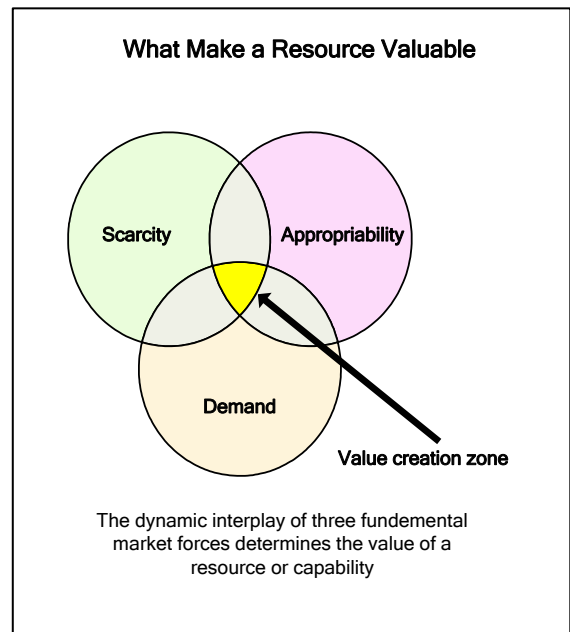 What Make a Resource Valuable
Scarcity
Appropriability
Demand
Value creation zone
The dynamic interplay of three fundemental
market forces determines the value of a
resource or capability